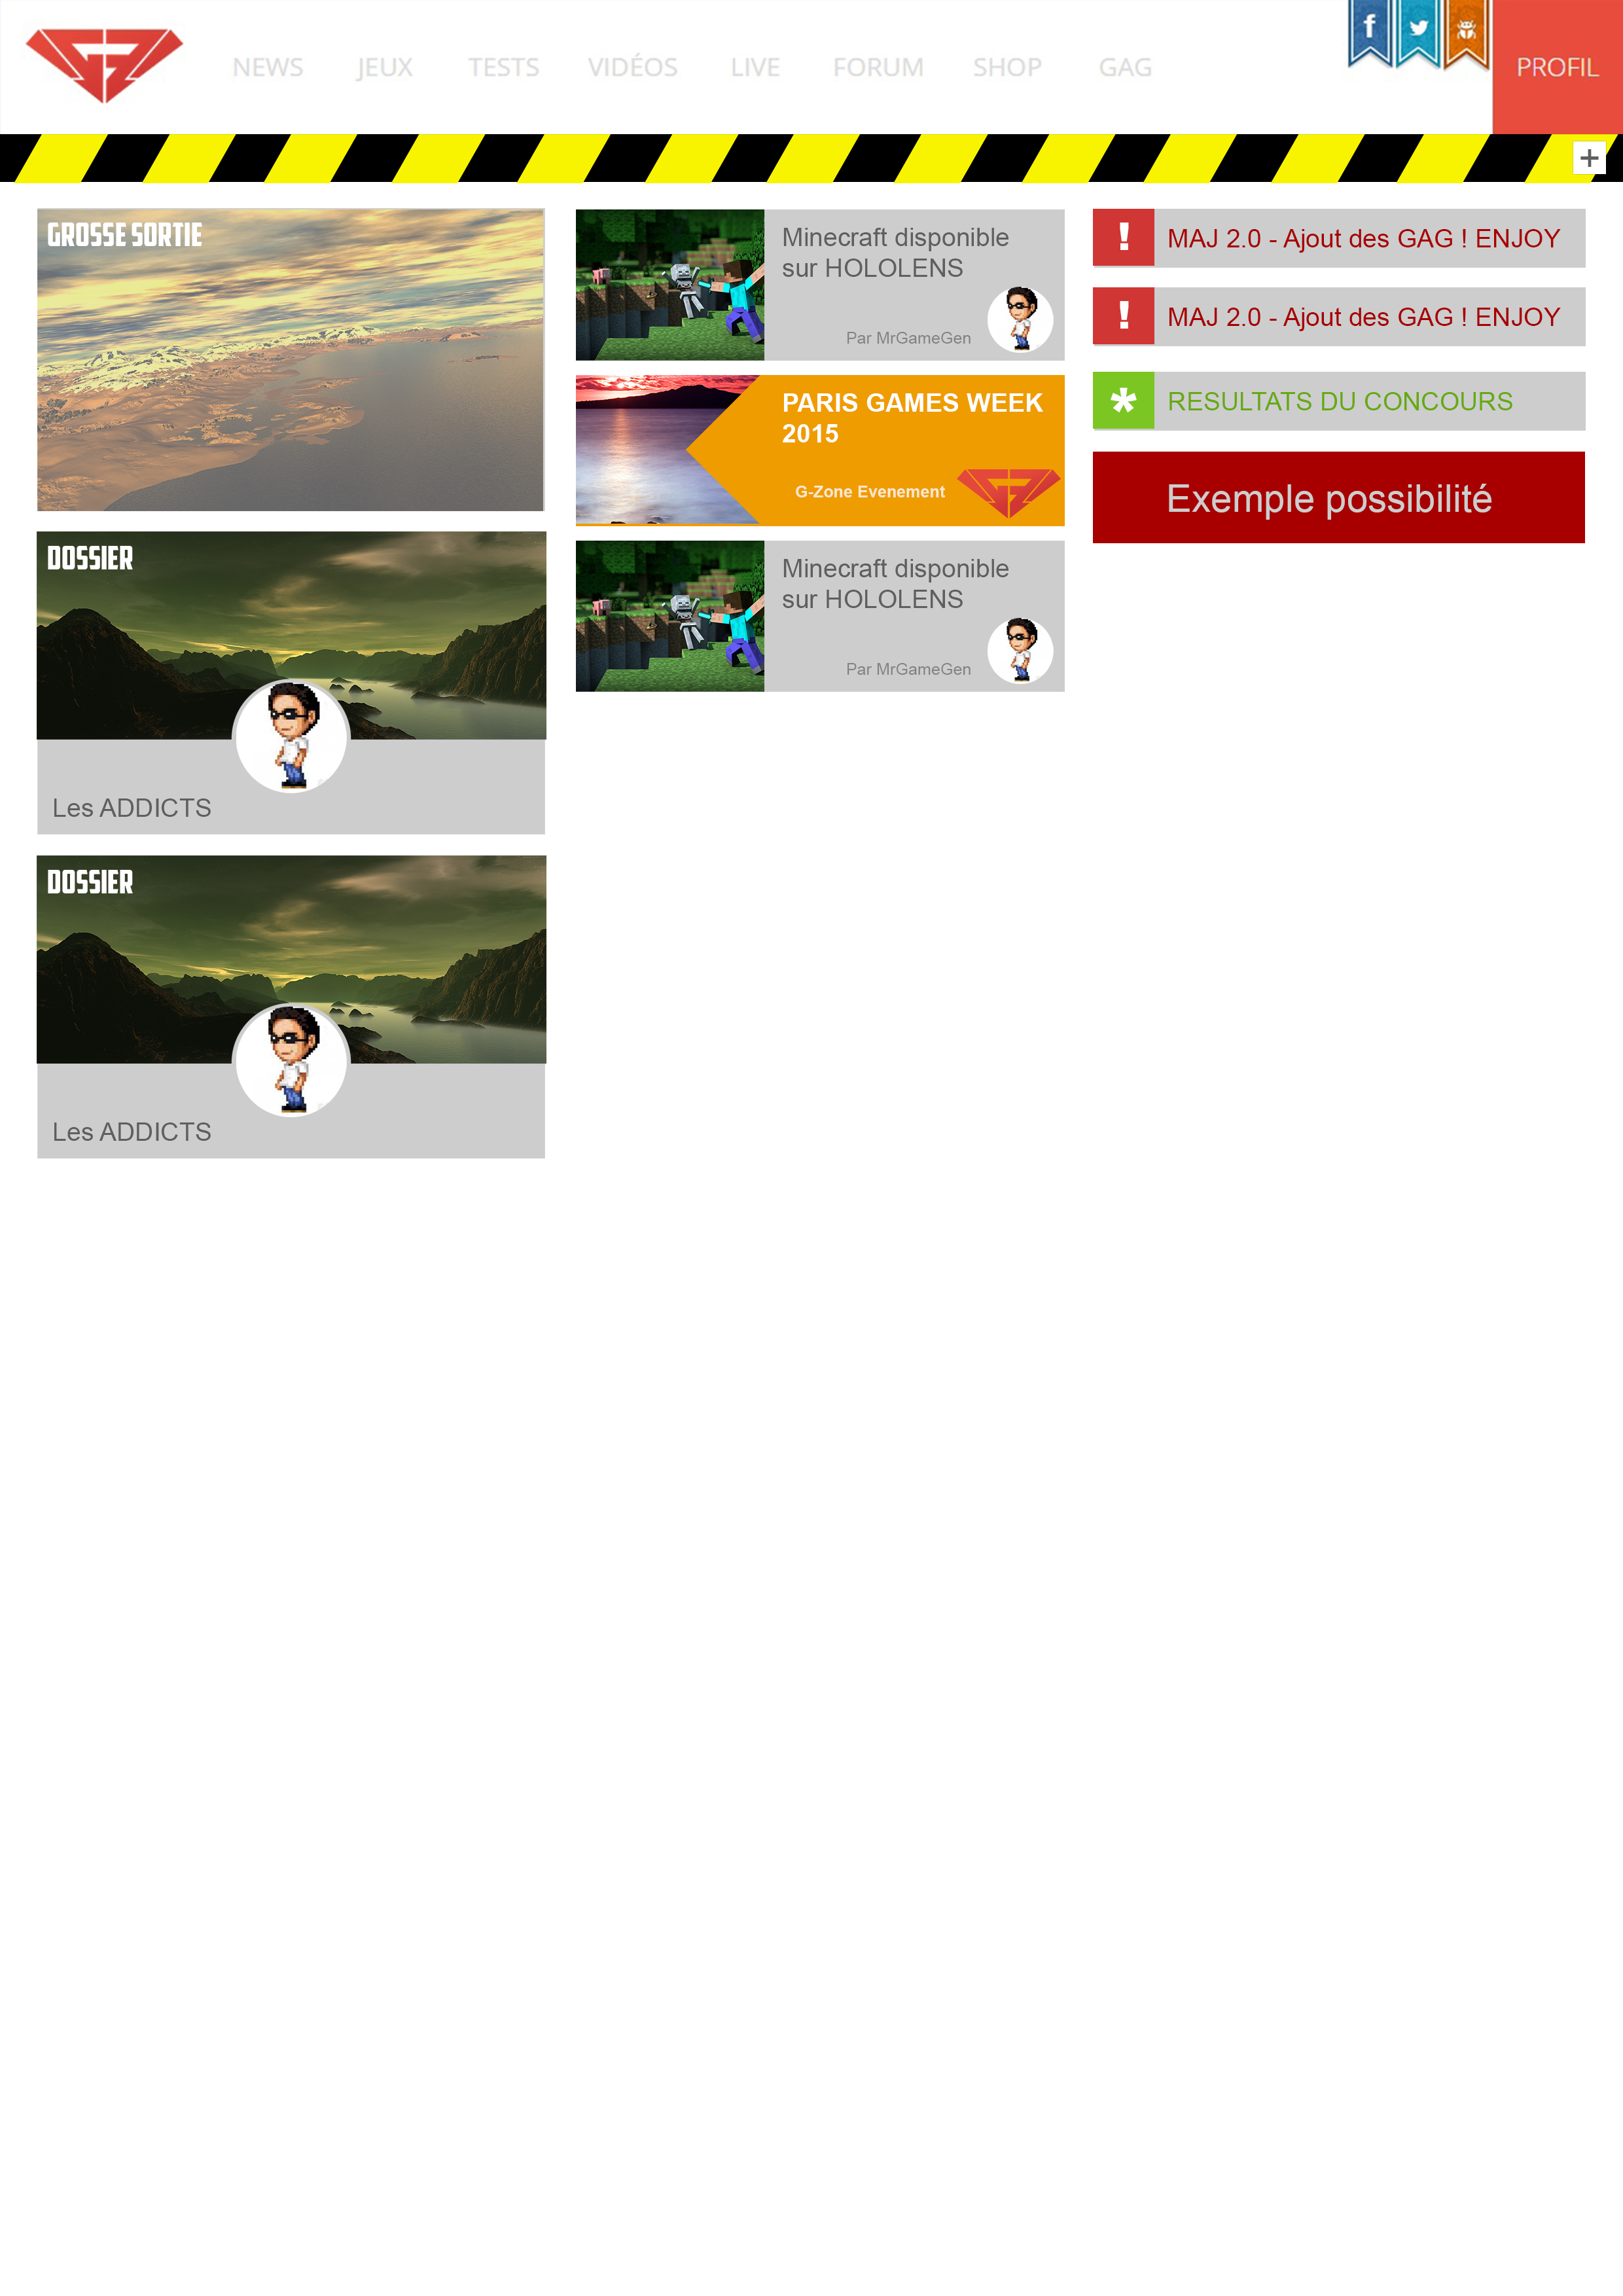 NEWS JEUX TESTS VIDÉOS LIVE FORUM SHOP GAG PROFIL
GROSSE SORTIE
DOSSIER
Les ADDICTS
DOSSIER
Les ADDICTS
Minecraft disponible
sur HOLOLENS
Par MrGameGen
PARIS GAMES WEEK
2015
G-Zone Evenement
Minecraft disponible
sur HOLOLENS
Par MrGameGen
! MAJ 2.0 - Ajout des GAG ! ENJOY
! MAJ 2.0 - Ajout des GAG ! ENJOY
* RESULTATS DU CONCOURS
Exemple possibilité